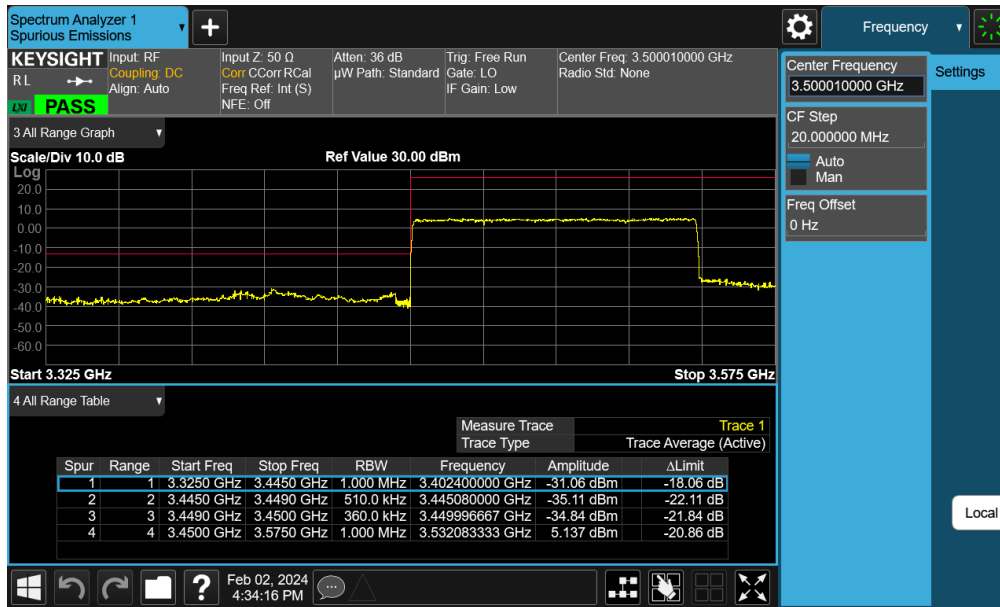 Spectrum Analyzer 1
Spurious Emissions
+
Frequency
KEYSIGHT
R L
LXI PASS
Input: RF
Coupling: DC
Align: Auto
Input Z: 50 Ω
Corr CCorr RCal
Freq Ref: Int (S)
NFE: Off
Atten: 36 dB
µW Path: Standard
Trig: Free Run
Gate: LO
IF Gain: Low
Center Freq: 3.500010000 GHz
Radio Std: None
Center Frequency
3.500010000 GHz
Settings
CF Step
20.000000 MHz
Auto
Man
Freq Offset
0 Hz
3 All Range Graph
Scale/Div 10.0 dB
Ref Value 30.00 dBm
Log
20.0
10.0
0.00
-10.0
-20.0
-30.0
-40.0
-50.0
-60.0
Start 3.325 GHz
Stop 3.575 GHz
4 All Range Table
Measure Trace Trace 1
Trace Type Trace Average (Active)
Spur Range Start Freq Stop Freq RBW Frequency Amplitude ΔLimit
1 1 3.3250 GHz 3.4450 GHz 1.000 MHz 3.402400000 GHz -31.06 dBm -18.06 dB
2 2 3.4450 GHz 3.4490 GHz 510.0 kHz 3.445080000 GHz -35.11 dBm -22.11 dB
3 3 3.4490 GHz 3.4500 GHz 360.0 kHz 3.449996667 GHz -34.84 dBm -21.84 dB
4 4 3.4500 GHz 3.5750 GHz 1.000 MHz 3.532083333 GHz 5.137 dBm -20.86 dB
Local
?
Feb 02, 2024
4:34:16 PM